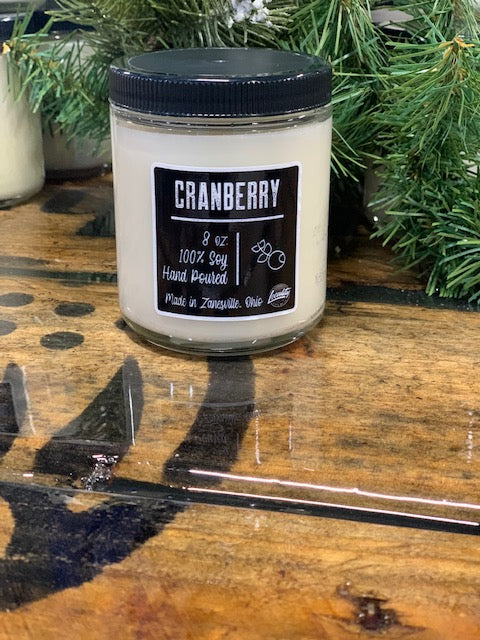 CRANBERRY
8 oz.
100% Soy
Hand Poured
Made in Zanesville, Ohio